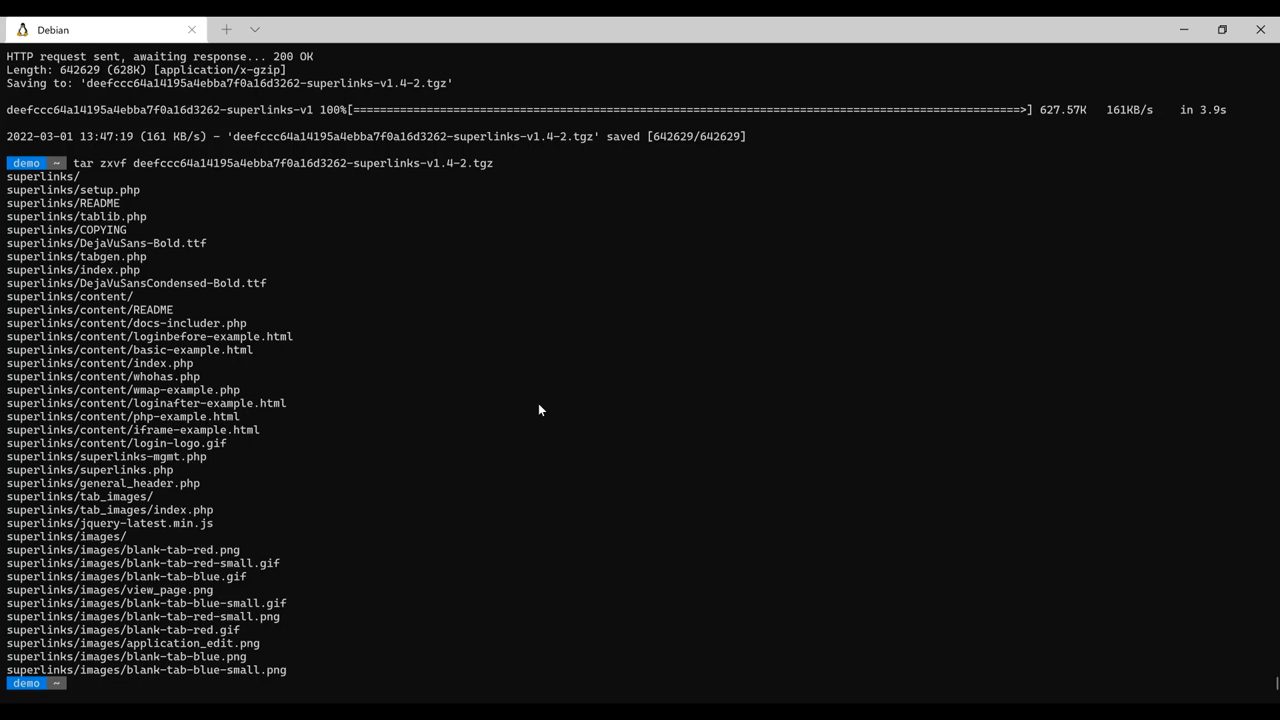 Debian
HTTP request sent, awaiting response... 200 OK
Length: 642629 (628K) [application/x-gzip]
Saving to: 'deefccc64a14195a4ebba7f0a16d3262-superlinks-v1.4-2.tgz'
deefccc64a14195a4ebba7f0a16d3262-superlinks-v1 100%[=====================================================================================================>] 627.57K 161KB/s in 3.9s
2022-03-01 13:47:19 (161 KB/s) - 'deefccc64a14195a4ebba7f0a16d3262-superlinks-v1.4-2.tgz' saved [642629/642629]
demo ~ tar zxvf deefccc64a14195a4ebba7f0a16d3262-superlinks-v1.4-2.tgz
superlinks/
superlinks/setup.php
superlinks/README
superlinks/tablib.php
superlinks/COPYING
superlinks/DejaVuSans-Bold.ttf
superlinks/tabgen.php
superlinks/index.php
superlinks/DejaVuSansCondensed-Bold.ttf
superlinks/content/
superlinks/content/README
superlinks/content/docs-includer.php
superlinks/content/loginbefore-example.html
superlinks/content/basic-example.html
superlinks/content/index.php
superlinks/content/whohas.php
superlinks/content/wmap-example.php
superlinks/content/loginafter-example.html
superlinks/content/php-example.html
superlinks/content/iframe-example.html
superlinks/content/login-logo.gif
superlinks/superlinks-mgmt.php
superlinks/superlinks.php
superlinks/general_header.php
superlinks/tab_images/
superlinks/tab_images/index.php
superlinks/jquery-latest.min.js
superlinks/images/
superlinks/images/blank-tab-red.png
superlinks/images/blank-tab-red-small.gif
superlinks/images/blank-tab-blue.gif
superlinks/images/view_page.png
superlinks/images/blank-tab-blue-small.gif
superlinks/images/blank-tab-red-small.png
superlinks/images/blank-tab-red.gif
superlinks/images/application_edit.png
superlinks/images/blank-tab-blue.png
superlinks/images/blank-tab-blue-small.png
demo ~